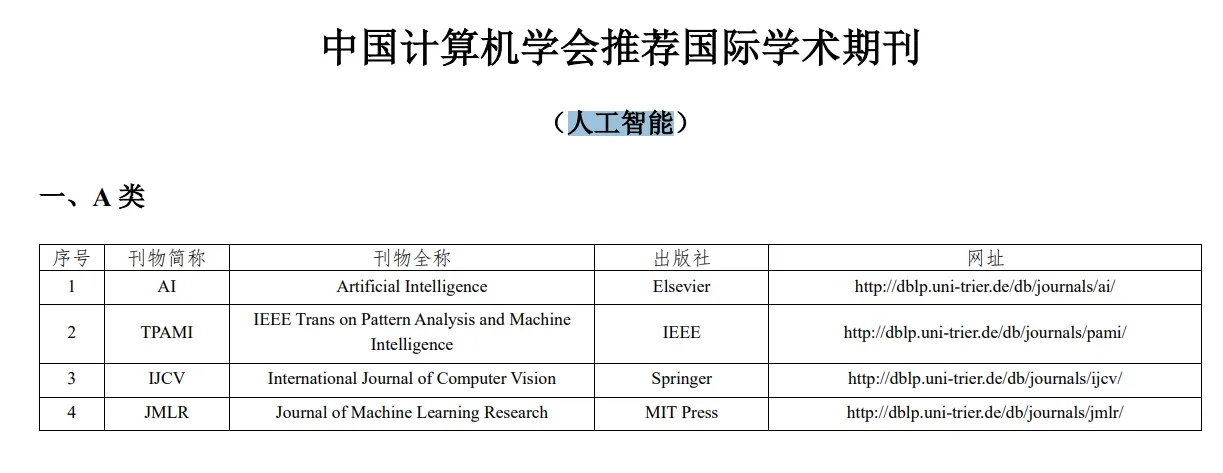 中国计算机学会推荐国际学术期刊
（人工智能）
一、A 类
序号 刊物简称 刊物全称 出版社 网址
1 AI Artificial Intelligence Elsevier http://dblp.uni-trier.de/db/journals/ai/
2 TPAMI IEEE Trans on Pattern Analysis and Machine
Intelligence IEEE http://dblp.uni-trier.de/db/journals/pami/
3 IJCV International Journal of Computer Vision Springer http://dblp.uni-trier.de/db/journals/ijcv/
4 JMLR Journal of Machine Learning Research MIT Press http://dblp.uni-trier.de/db/journals/jmlr/